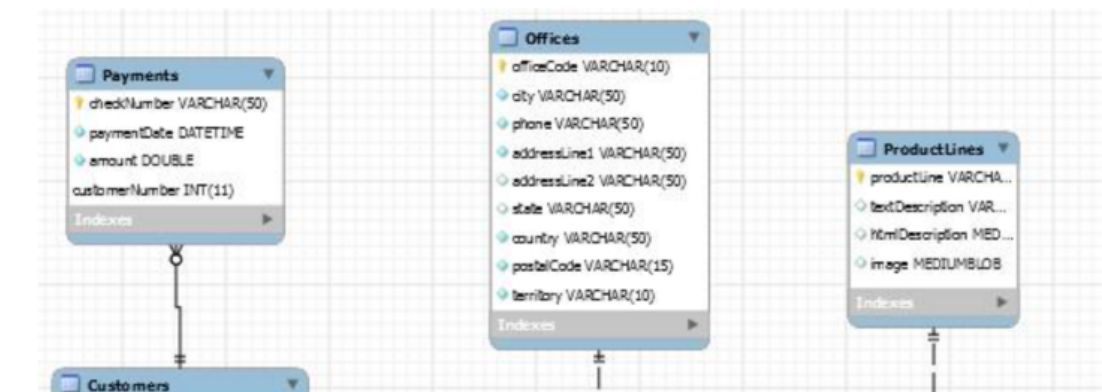 Payments
checkNumber VARCHAR(50)
paymentDate DATETIME
amount DOUBLE
customerNumber INT(11)
Indexes
Offices
officeCode VARCHAR(10)
city VARCHAR(50)
phone VARCHAR(50)
addressLine1 VARCHAR(50)
addressLine2 VARCHAR(50)
state VARCHAR(50)
country VARCHAR(50)
postalCode VARCHAR(15)
territory VARCHAR(10)
Indexes
ProductLines
productLine VARCHA...
textDescription VAR...
htmlDescription MED...
image MEDIUMBLOB
Indexes
Customers